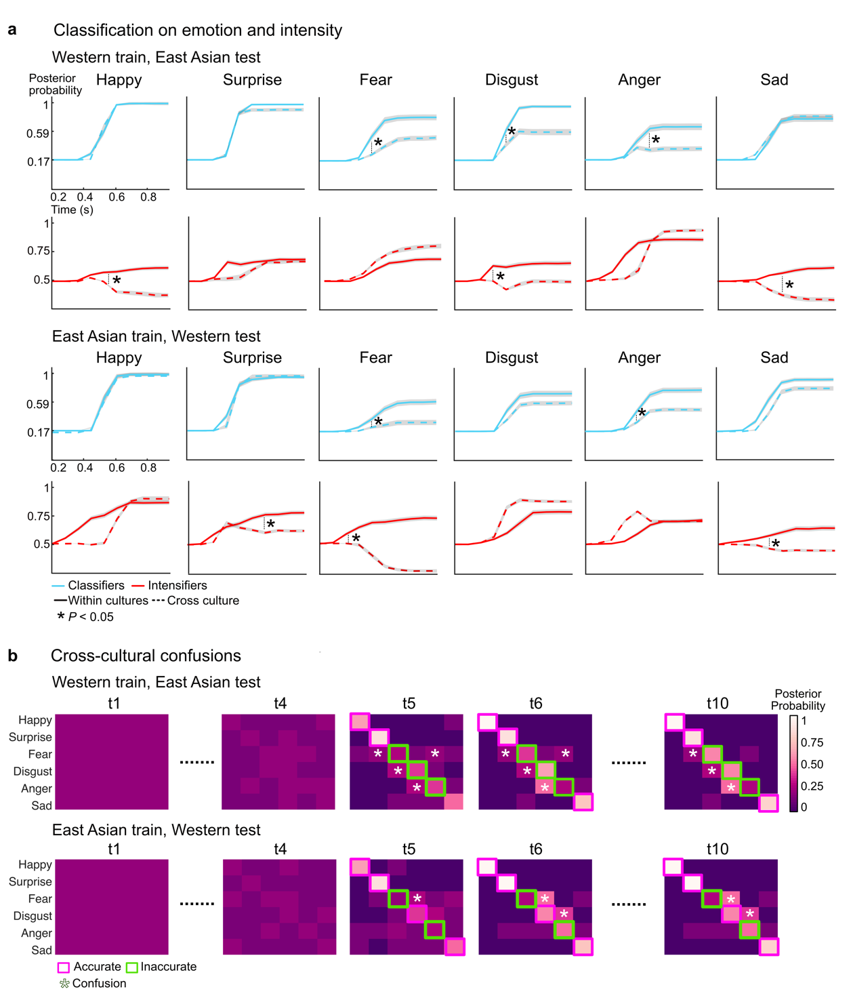 a Classification on emotion and intensity
Western train, East Asian test
Posterior probability
Happy Surprise Fear Disgust Anger Sad
1
0.59 * * *
0.17
0.2 0.4 0.6 0.8
Time (s)
1
0.75
0.5 * * *
East Asian train, Western test
Happy Surprise Fear Disgust Anger Sad
1
0.59 * *
0.17
0.2 0.4 0.6 0.8
1
0.75 * * *
0.5
Classifiers Intensifiers
Within cultures Cross culture
* P < 0.05
b Cross-cultural confusions
Western train, East Asian test
t1 t4 t5 t6 t10
Posterior Probability
Happy 1
Surprise 0.75
Fear * * * * * 0.50
Disgust * * *
Anger * * * 0.25
Sad 0
East Asian train, Western test
t1 ....... t4 t5 t6 ....... t10
Happy
Surprise
Fear * * *
Disgust * *
Anger
Sad
Accurate Inaccurate
* Confusion